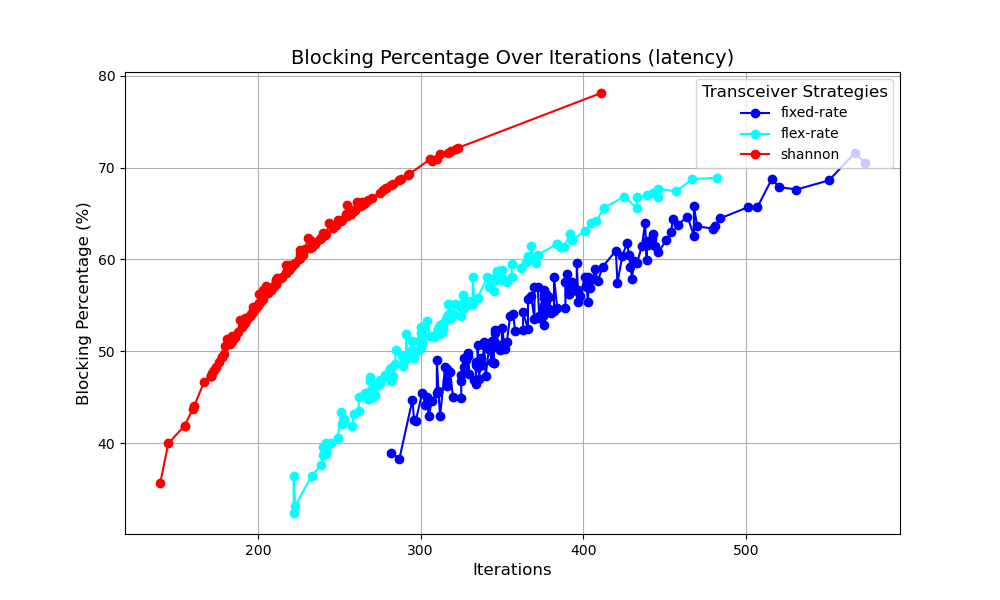 Blocking Percentage Over Iterations (latency)
Transceiver Strategies
fixed-rate
flex-rate
shannon
Blocking Percentage (%)
80
70
60
50
40
200
300
400
500
Iterations